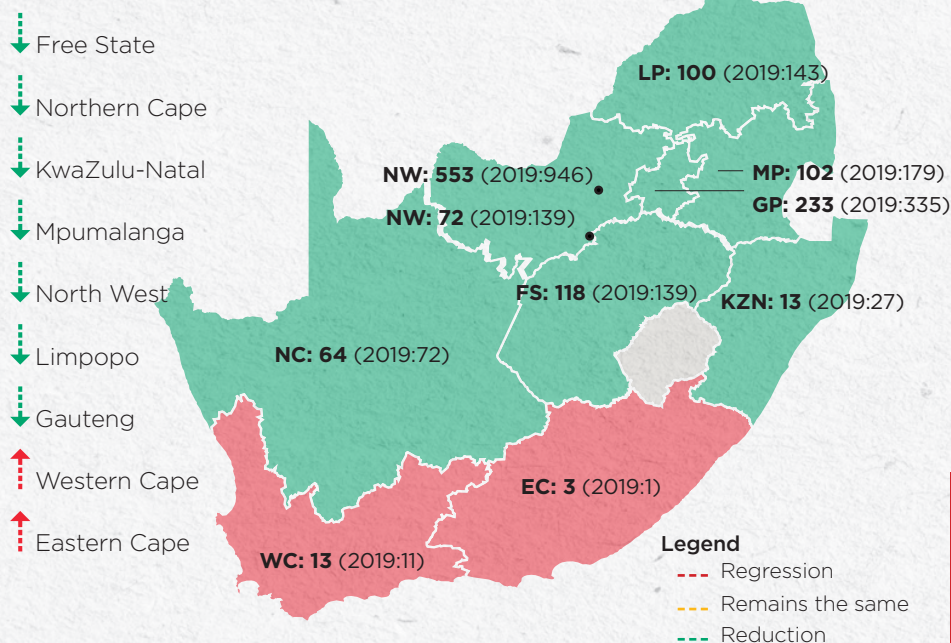 Free State
Northern Cape
KwaZulu-Natal
Mpumalanga
North West
Limpopo
Gauteng
Western Cape
Eastern Cape
LP: 100 (2019:143)
NW: 553 (2019:946)
MP: 102 (2019:179)
GP: 233 (2019:335)
NW: 72 (2019:139)
FS: 118 (2019:139)
KZN: 13 (2019:27)
NC: 64 (2019:72)
EC: 3 (2019:1)
WC: 13 (2019:11)
Legend
Regression
Remains the same
Reduction